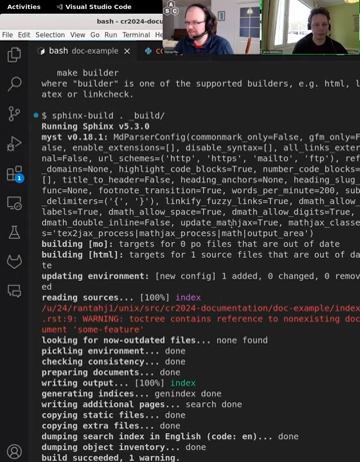 Activities
Visual Studio Code
bash - cr2024-docu
File Edit Selection View Go Run Terminal H
bash doc-example
make builder
where "builder" is one of the supported builders, e.g. html, l
atex or linkcheck.
$ sphinx-build . _build/
Running Sphinx v5.3.0
myst v0.18.1: MdParserConfig(commonmark_only=False, gfm_only=F
alse, enable_extensions=[], disable_syntax=[], all_links_exter
nal=False, url_schemes=('http', 'https', 'mailto', 'ftp'), ref
_domains=None, highlight_code_blocks=True, number_code_blocks=
[], title_to_header=False, heading_anchors=None, heading_slug_
func=None, footnote_transition=True, words_per_minute=200, sub
_delimiters=('{', '}'), linkify_fuzzy_links=True, dmath_allow_
labels=True, dmath_allow_space=True, dmath_allow_digits=True,
dmath_double_inline=False, update_mathjax=True, mathjax_classe
s='tex2jax_process|mathjax_process|math|output_area')
building [mo]: targets for 0 po files that are out of date
building [html]: targets for 1 source files that are out of da
te
updating environment: [new config] 1 added, 0 changed, 0 remov
ed
reading sources... [100%] index
/u/24/rantahj1/unix/src/cr2024-documentation/doc-example/index
.rst:9: WARNING: toctree contains reference to nonexisting doc
ument 'some-feature'
looking for now-outdated files... none found
pickling environment... done
checking consistency... done
preparing documents... done
writing output... [100%] index
generating indices... genindex done
writing additional pages... search done
copying static files... done
copying extra files... done
dumping search index in English (code: en)... done
dumping object inventory... done
build succeeded, 1 warning.
1